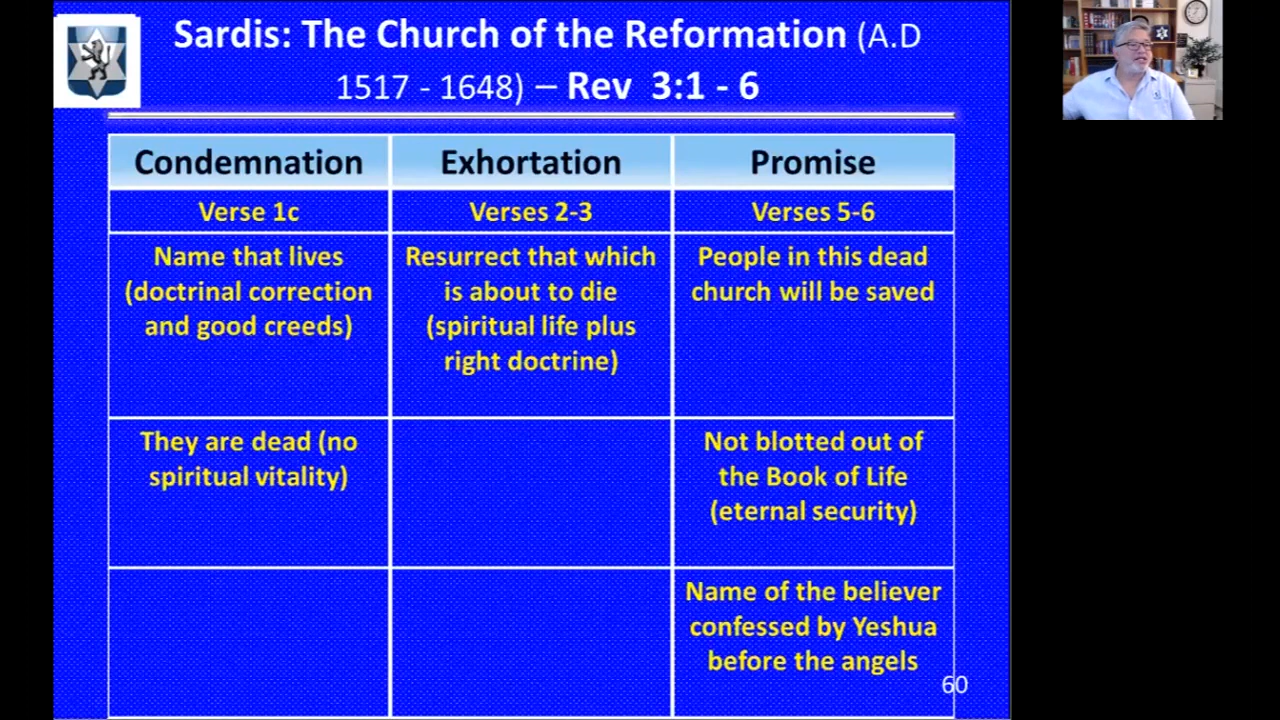 Sardis: The Church of the Reformation (A.D
1517 - 1648) – Rev 3:1 - 6
Condemnation
Exhortation
Promise
Verse 1c
Verses 2-3
Verses 5-6
Name that lives
(doctrinal correction
and good creeds)
Resurrect that which
is about to die
(spiritual life plus
right doctrine)
People in this dead
church will be saved
They are dead (no
spiritual vitality)
Not blotted out of
the Book of Life
(eternal security)
Name of the believer
confessed by Yeshua
before the angels
60